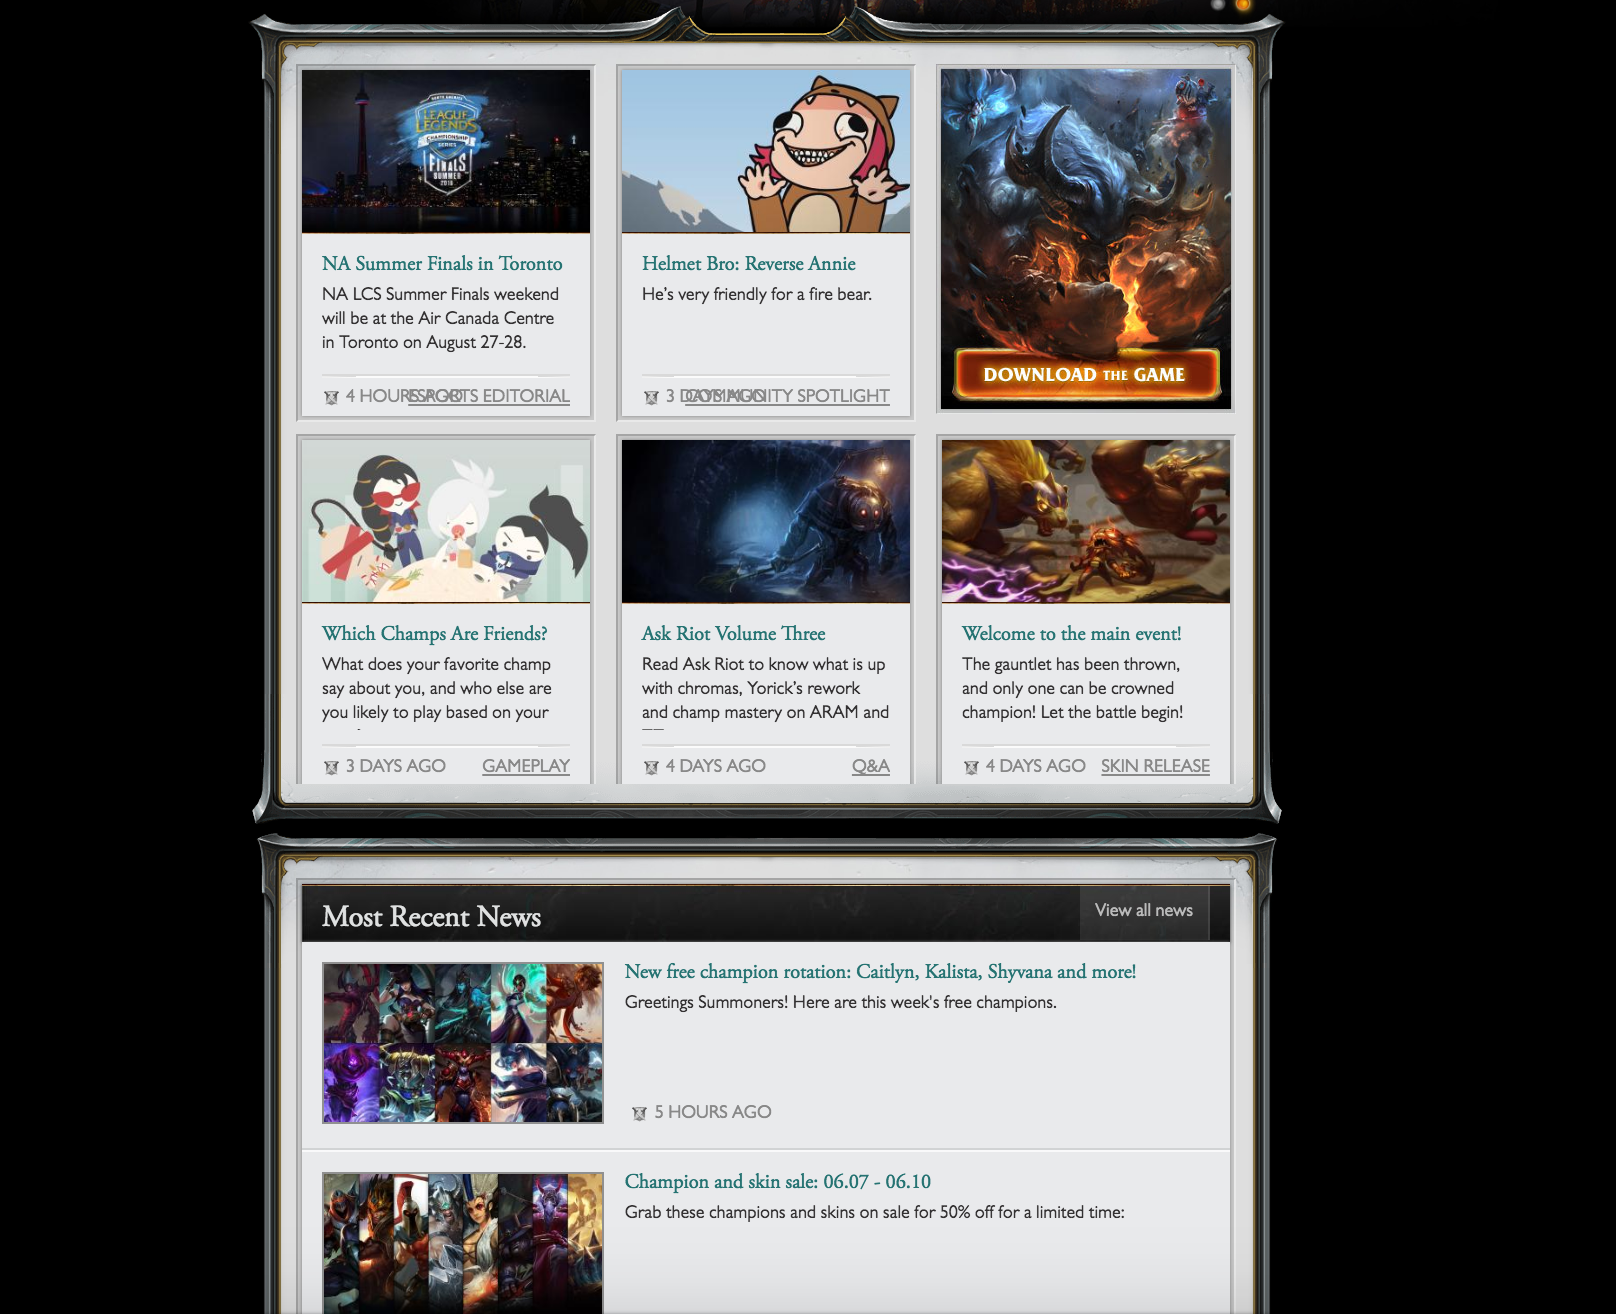 NORTH AMERICA
LEAGUE OF LEGENDS
CHAMPIONSHIP
SERIES
FINALS
SUMMER
2016
NA Summer Finals in Toronto
NA LCS Summer Finals weekend
will be at the Air Canada Centre
in Toronto on August 27-28.
4 HOURS AGO ESPORTS EDITORIAL
Helmet Bro: Reverse Annie
He’s very friendly for a fire bear.
3 DAYS AGO COMMUNITY SPOTLIGHT
DOWNLOAD THE GAME
Which Champs Are Friends?
What does your favorite champ
say about you, and who else are
you likely to play based on your
3 DAYS AGO GAMEPLAY
Ask Riot Volume Three
Read Ask Riot to know what is up
with chromas, Yorick’s rework
and champ mastery on ARAM and
4 DAYS AGO Q&A
Welcome to the main event!
The gauntlet has been thrown,
and only one can be crowned
champion! Let the battle begin!
4 DAYS AGO SKIN RELEASE
Most Recent News
View all news
New free champion rotation: Caitlyn, Kalista, Shyvana and more!
Greetings Summoners! Here are this week's free champions.
5 HOURS AGO
Champion and skin sale: 06.07 - 06.10
Grab these champions and skins on sale for 50% off for a limited time: